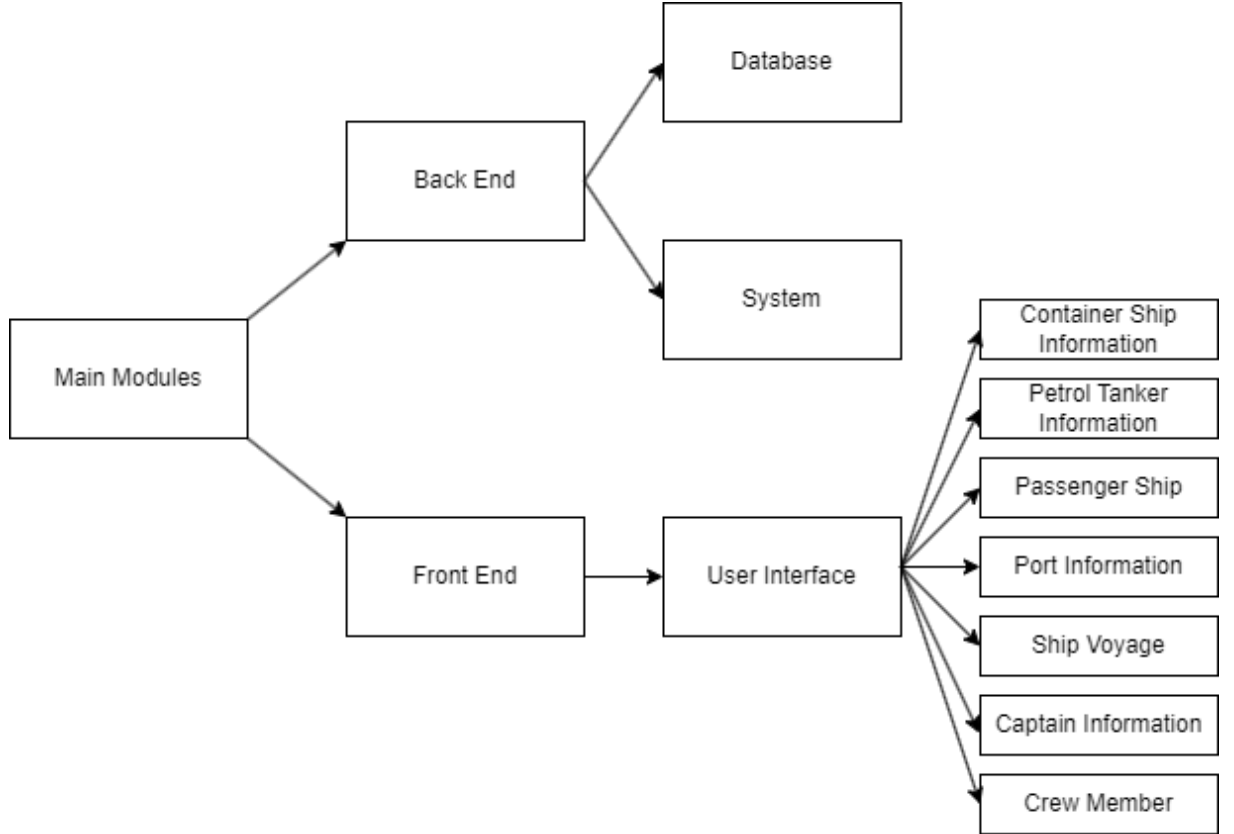 Database
Back End
System
Main Modules
Front End
User Interface
Container Ship
Information
Petrol Tanker
Information
Passenger Ship
Port Information
Ship Voyage
Captain Information
Crew Member